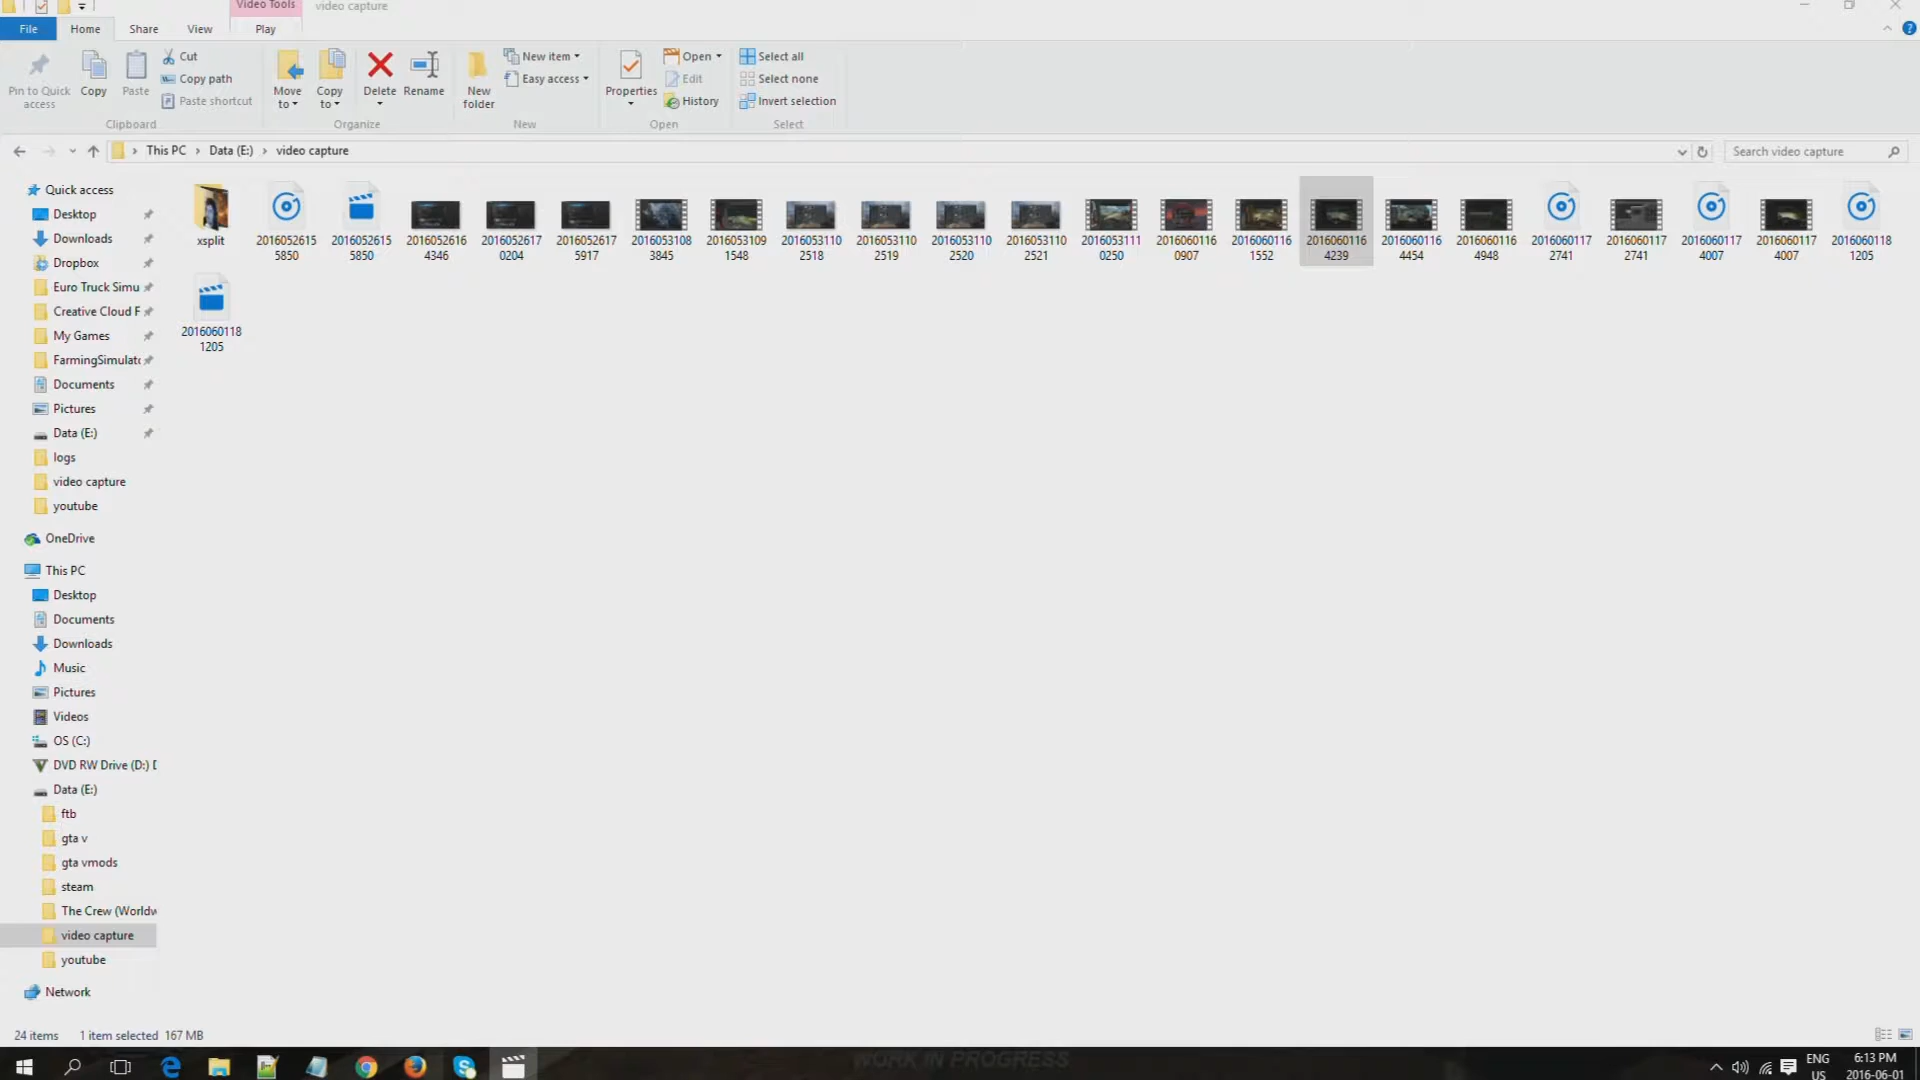 Video Tools
video capture
File
Home
Share
View
Play
Pin to Quick
access
Copy
Paste
Cut
Copy path
Paste shortcut
Move
to
Copy
to
Delete
Rename
New
folder
New item
Easy access
Properties
Open
Edit
History
Select all
Select none
Invert selection
Clipboard
Organize
New
Open
Select
This PC
Data (E:)
video capture
Search video capture
Quick access
Desktop
Downloads
Dropbox
Euro Truck Simu
Creative Cloud F
My Games
FarmingSimulato
Documents
Pictures
Data (E:)
logs
video capture
youtube
OneDrive
This PC
Desktop
Documents
Downloads
Music
Pictures
Videos
OS (C:)
DVD RW Drive (D:) D
Data (E:)
ftb
gta v
gta vmods
steam
The Crew (Worldw
video capture
youtube
Network
xsplit
2016052615
5850
2016052615
5850
2016052616
4346
2016052617
0204
2016052617
5917
2016053108
3845
2016053109
1548
2016053110
2518
2016053110
2519
2016053110
2520
2016053110
2521
2016053111
0250
2016060116
0907
2016060116
1552
2016060116
4239
2016060116
4454
2016060116
4948
2016060117
2741
2016060117
2741
2016060117
4007
2016060117
4007
2016060118
1205
2016060118
1205
24 items
1 item selected 167 MB
WORK IN PROGRESS
ENG
US
6:13 PM
2016-06-01